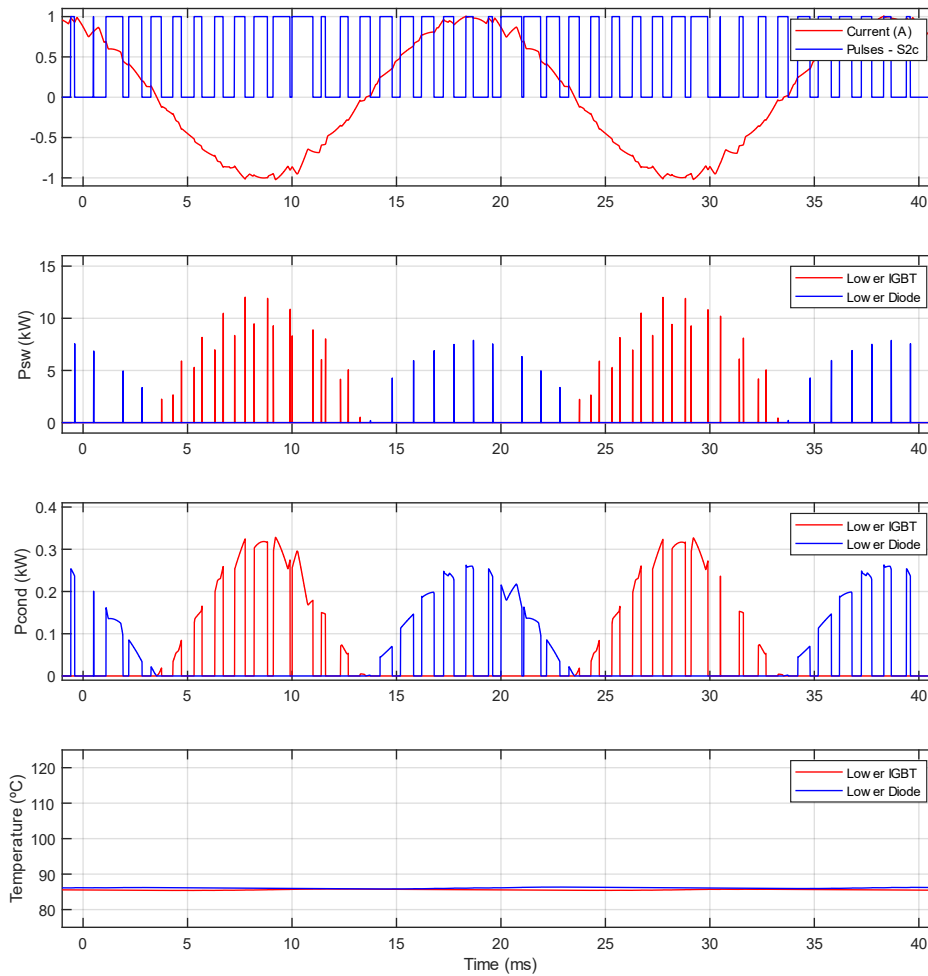 1
0.5
0
-0.5
-1
Current (A)
Pulses - S2c
0 5 10 15 20 25 30 35 40
Psw (kW)
15
10
5
0
Lower IGBT
Lower Diode
0 5 10 15 20 25 30 35 40
Pcond (kW)
0.4
0.3
0.2
0.1
0
Lower IGBT
Lower Diode
0 5 10 15 20 25 30 35 40
Temperature (ºC)
120
110
100
90
80
Lower IGBT
Lower Diode
0 5 10 15 20 25 30 35 40
Time (ms)